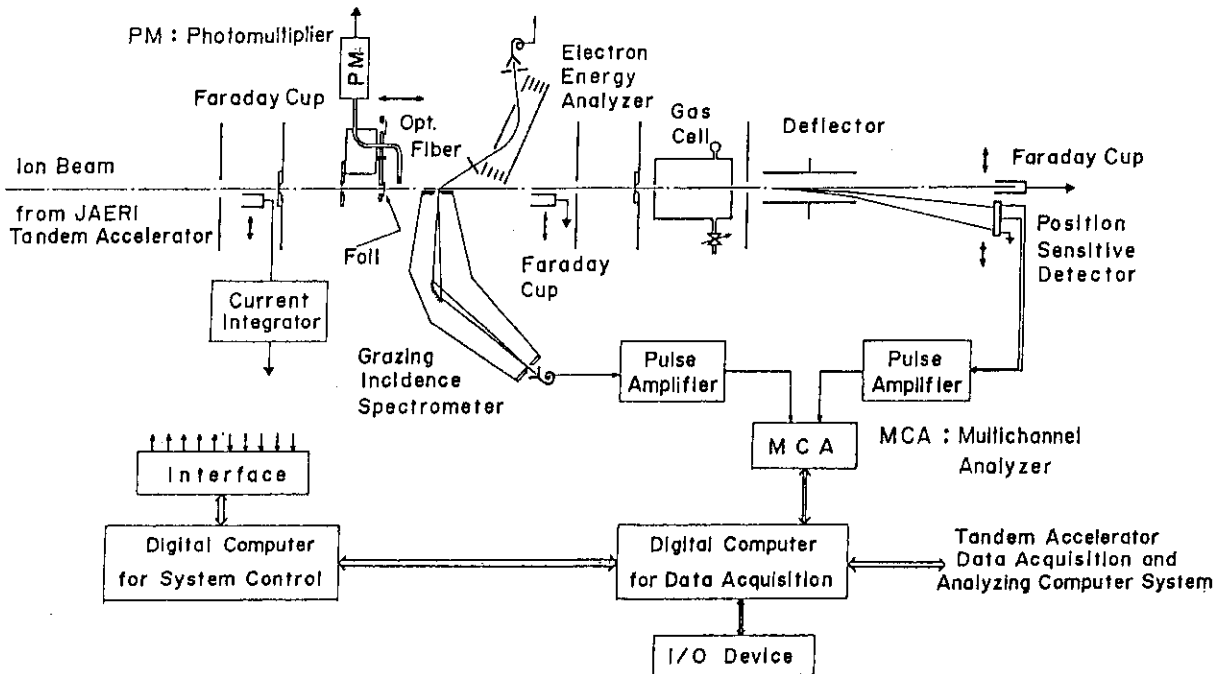 PM : Photomultiplier
PM
Faraday Cup
Opt.
Fiber
Electron
Energy
Analyzer
Gas
Cell
Deflector
Ion Beam
from JAERI
Tandem Accelerator
Faraday Cup
Position
Sensitive
Detector
Foil
Faraday
Cup
Current
Integrator
Grazing
Incidence
Spectrometer
Pulse
Amplifier
Pulse
Amplifier
MCA
MCA : Multichannel
Analyzer
Interface
Digital Computer
for System Control
Digital Computer
for Data Acquisition
Tandem Accelerator
Data Acquisition and
Analyzing Computer System
I/O Device